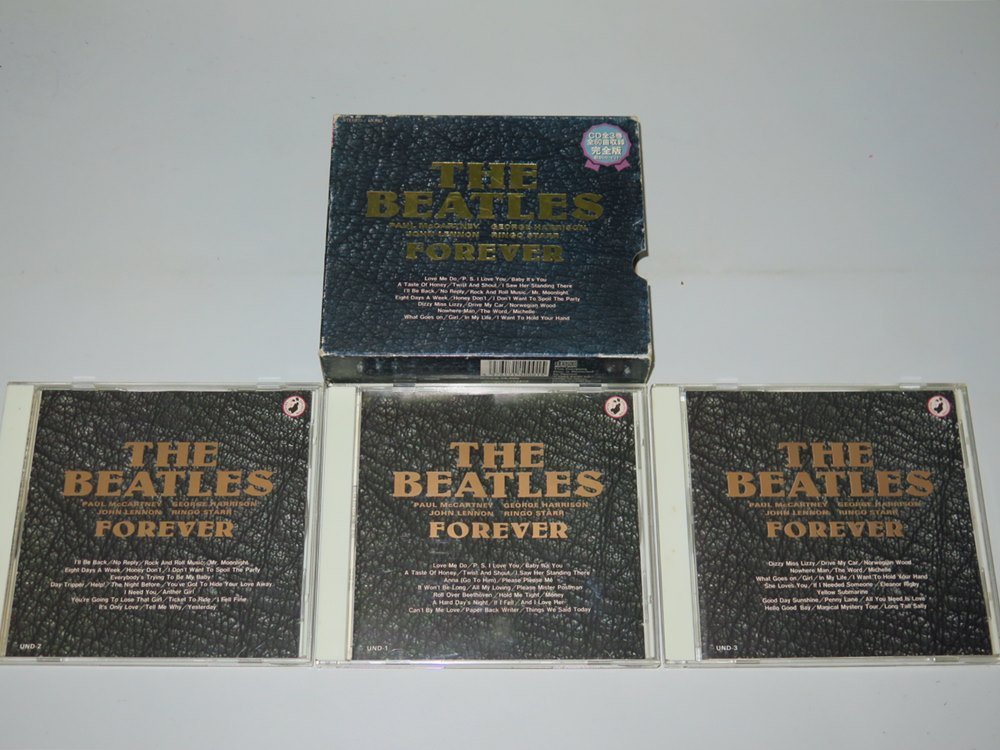 CD全3巻
全60曲収録
完全版
THE
BEATLES
PAUL McCARTNEY GEORGE HARRISON
JOHN LENNON RINGO STARR
FOREVER
Love Me Do／P. S. I Love You／Baby It's You
A Taste Of Honey／Twist And Shout／I Saw Her Standing There
I'll Be Back／No Reply／Rock And Roll Music／Mr. Moonlight
Eight Days A Week／Honey Don't／I Don't Want To Spoil The Party
Dizzy Miss Lizzy／Drive My Car／Norwegian Wood
Nowhere Man／The Word／Michelle
What Goes on／Girl／In My Life／I Want To Hold Your Hand
THE
BEATLES
PAUL McCARTNEY GEORGE HARRISON
JOHN LENNON RINGO STARR
FOREVER
I'll Be Back／No Reply／Rock And Roll Music／Mr. Moonlight
Eight Days A Week／Honey Don't／I Don't Want To Spoil The Party
Everybody's Trying To Be My Baby
Day Tripper／Help!／The Night Before／You've Got To Hide Your Love Away
I Need You／Anther Girl
You're Going To Lose That Girl／Ticket To Ride／I Fell Fine
It's Only Love／Tell Me Why／Yesterday
UND-2
THE
BEATLES
PAUL McCARTNEY GEORGE HARRISON
JOHN LENNON RINGO STARR
FOREVER
Love Me Do／P. S. I Love You／Baby It's You
A Taste Of Honey／Twist And Shout／I Saw Her Standing There
Anna (Go To Him)／Please Please Me
It Won't Be Long／All My Loving／Please Mister Postman
Roll Over Beethoven／Hold Me Tight／Money
A Hard Day's Night／If I Fell／And I Love Her
Can't By Me Love／Paper Back Writer／Things We Said Today
UND-1
THE
BEATLES
PAUL McCARTNEY GEORGE HARRISON
JOHN LENNON RINGO STARR
FOREVER
Dizzy Miss Lizzy／Drive My Car／Norwegian Wood
Nowhere Man／The Word／Michelle
What Goes on／Girl／In My Life／I Want To Hold Your Hand
She Loves You／If I Needed Someone／Eleanor Rigby
Yellow Submarine
Good Day Sunshine／Penny Lane／All You Need Is Love
Hello Good Bay／Magical Mystery Tour／Long Tall Sally
UND-3